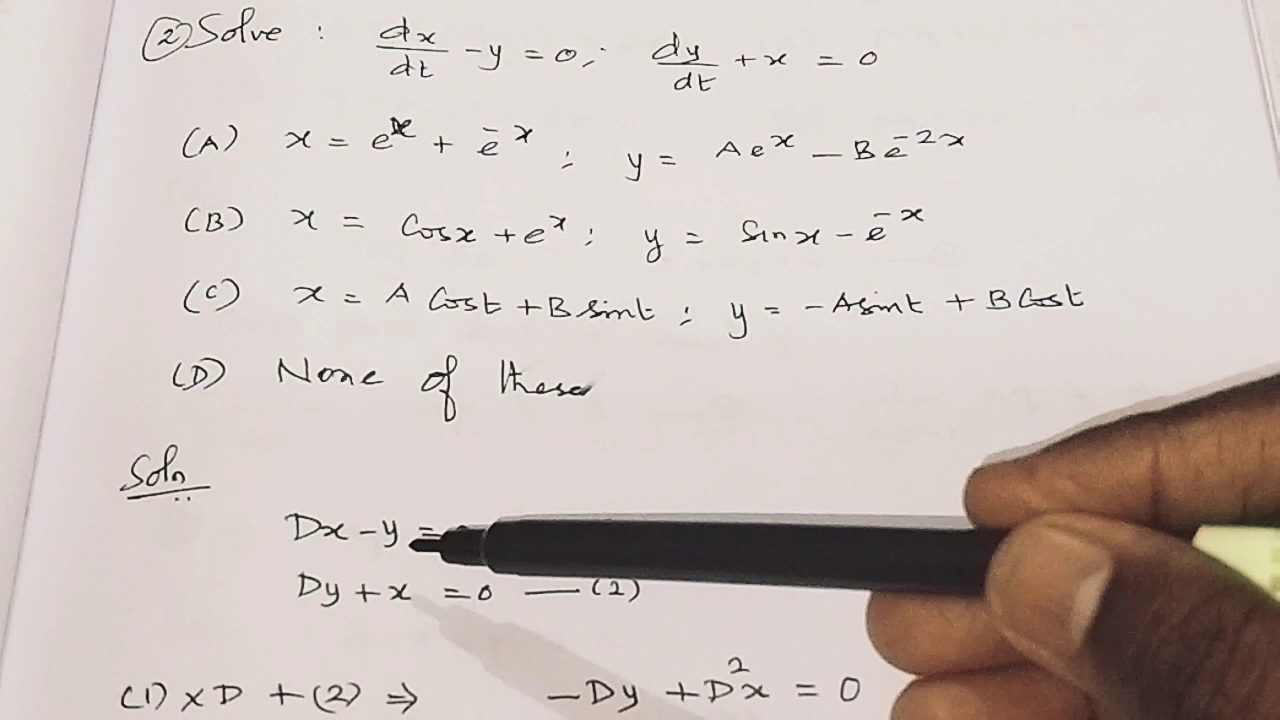 (2) Solve : dx/dt - y = 0 ; dy/dt + x = 0
(A) x = e^x + e^-x ; y = Ae^x - Be^-2x
(B) x = Cosx + e^x ; y = Sinx - e^-x
(C) x = A Cost + B sint ; y = -Asint + B Cost
(D) None of these
Soln
Dx - y =
Dy + x = 0 — (2)
(1) x D + (2) ⇒ -Dy + D²x = 0